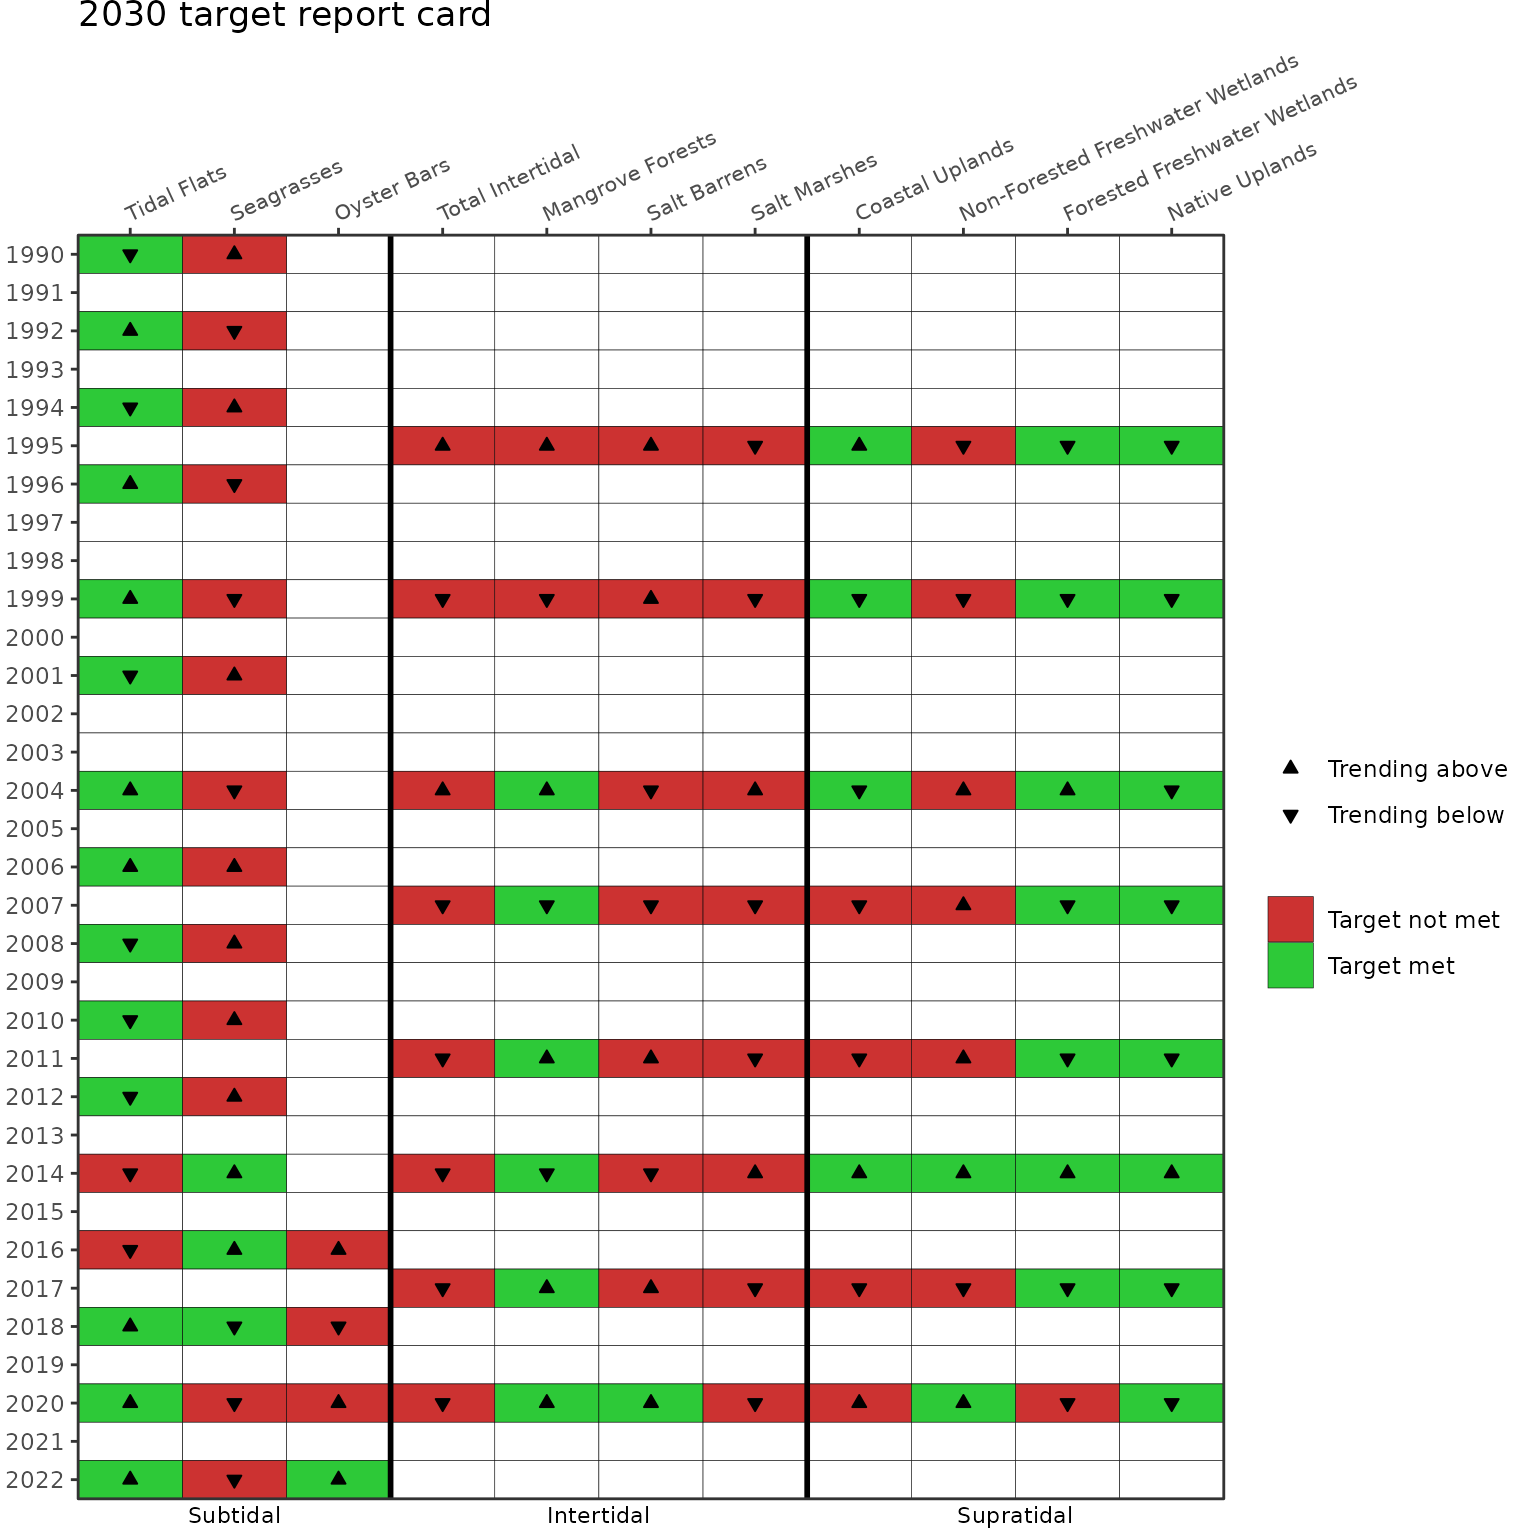 2030 target report card
Tidal Flats
Seagrasses
Oyster Bars
Total Intertidal
Mangrove Forests
Salt Barrens
Salt Marshes
Coastal Uplands
Non-Forested Freshwater Wetlands
Forested Freshwater Wetlands
Native Uplands
1990
1991
1992
1993
1994
1995
1996
1997
1998
1999
2000
2001
2002
2003
2004
2005
2006
2007
2008
2009
2010
2011
2012
2013
2014
2015
2016
2017
2018
2019
2020
2021
2022
Subtidal
Intertidal
Supratidal
Trending above
Trending below
Target not met
Target met